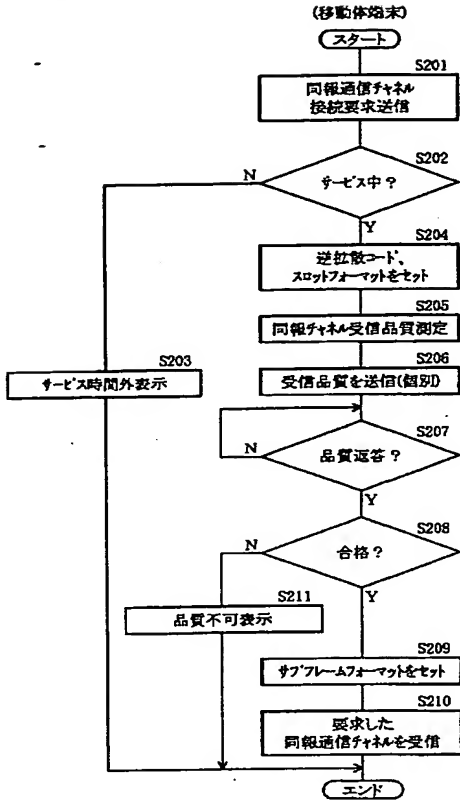 (移動体端末)
スタート
S201
同報通信チャネル
接続要求送信
S202
サービス中?
N
Y
S204
逆拡散コード、
スロットフォーマットをセット
S205
同報チャネル受信品質測定
S203
サービス時間外表示
S206
受信品質を送信(個別)
S207
品質返答?
N
Y
S208
合格?
N
Y
S211
品質不可表示
S209
サブフレームフォーマットをセット
S210
要求した
同報通信チャネルを受信
エンド